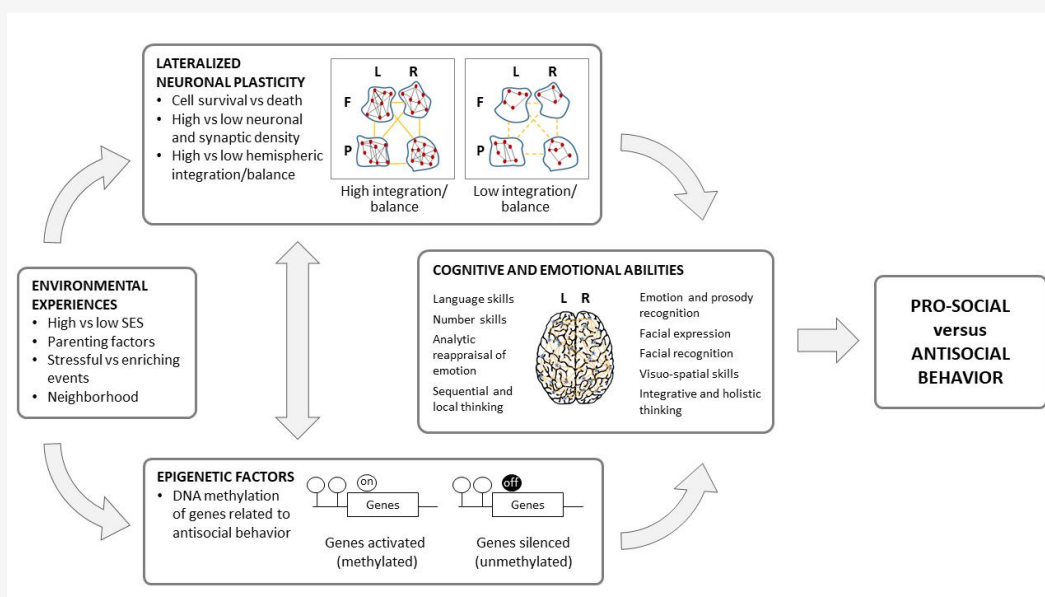 LATERALIZED
NEURONAL PLASTICITY
• Cell survival vs death
• High vs low neuronal
and synaptic density
• High vs low hemispheric
integration/balance
L R
F
P
High integration/
balance
L R
F
P
Low integration/
balance
ENVIRONMENTAL
EXPERIENCES
• High vs low SES
• Parenting factors
• Stressful vs enriching
events
• Neighborhood
COGNITIVE AND EMOTIONAL ABILITIES
Language skills
Number skills
Analytic
reappraisal of
emotion
Sequential and
local thinking
L R
Emotion and prosody
recognition
Facial expression
Facial recognition
Visuo-spatial skills
Integrative and holistic
thinking
PRO-SOCIAL
versus
ANTISOCIAL
BEHAVIOR
EPIGENETIC FACTORS
• DNA methylation
of genes related to
antisocial behavior
on
Genes
Genes activated
(methylated)
off
Genes
Genes silenced
(unmethylated)